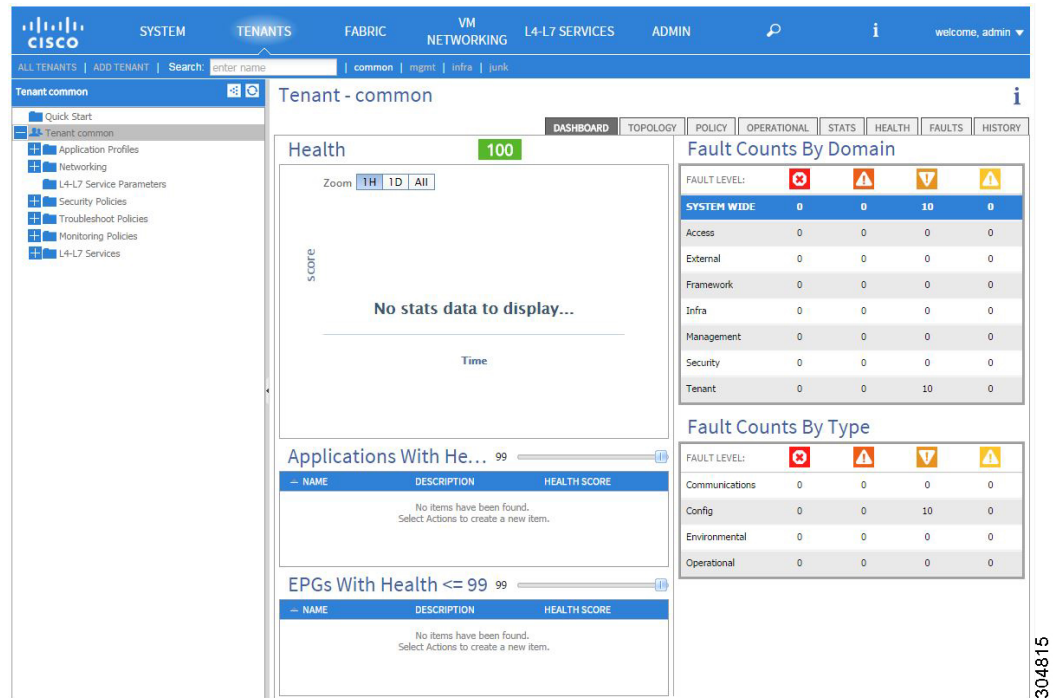 CISCO
SYSTEM
TENANTS
FABRIC
VM
NETWORKING
L4-L7 SERVICES
ADMIN
i
welcome, admin
ALL TENANTS | ADD TENANT | Search: enter name | common | mgmt | infra | junk
Tenant common
Quick Start
Tenant common
Application Profiles
Networking
L4-L7 Service Parameters
Security Policies
Troubleshoot Policies
Monitoring Policies
L4-L7 Services
Tenant - common
i
DASHBOARD TOPOLOGY POLICY OPERATIONAL STATS HEALTH FAULTS HISTORY
Health
100
Zoom 1H 1D All
score
No stats data to display...
Time
Applications With He... 99
NAME DESCRIPTION HEALTH SCORE
No items have been found.
Select Actions to create a new item.
EPGs With Health <= 99 99
NAME DESCRIPTION HEALTH SCORE
No items have been found.
Select Actions to create a new item.
Fault Counts By Domain
FAULT LEVEL:
SYSTEM WIDE 0 0 10 0
Access 0 0 0 0
External 0 0 0 0
Framework 0 0 0 0
Infra 0 0 0 0
Management 0 0 0 0
Security 0 0 0 0
Tenant 0 0 10 0
Fault Counts By Type
FAULT LEVEL:
Communications 0 0 0 0
Config 0 0 10 0
Environmental 0 0 0 0
Operational 0 0 0 0
304815